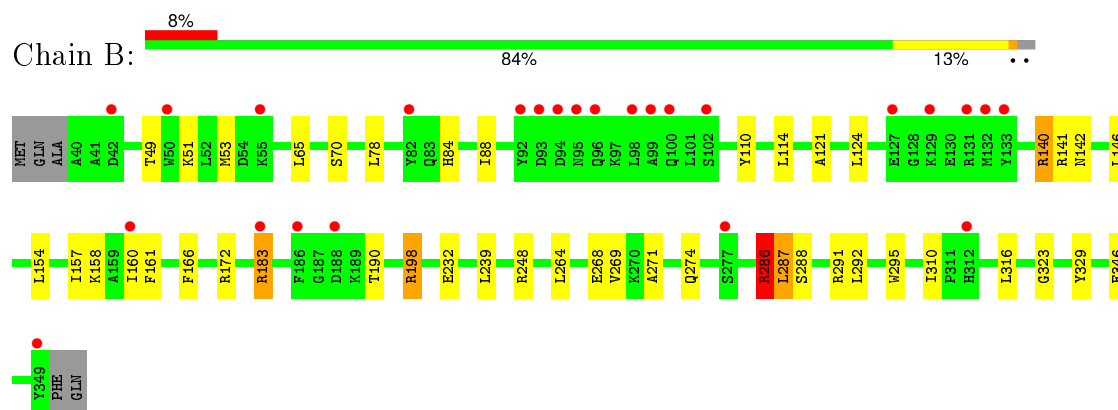 8%
Chain B:
84% 13% • •
MET GLN ALA A40 A41 D42 T49 W50 K51 L52 M53 D54 K55 L65 S70 L78 Y82 Q83 H84 I88 Y92 D93 D94 N95 Q96 K97 L98 A99 Q100 L101 S102 Y110 L114 A121 L124 E127 G128 K129 E130 R131 M132 Y133 R140 R141 N142 L146
L154 I157 K158 A159 I160 F161 F166 R172 R183 F186 G187 D188 K189 T190 R198 E232 L239 R248 L264 E268 V269 K270 A271 Q274 S277 R286 L287 S288 R291 L292 W295 I310 P311 H312 L316 G323 Y329
Y349 PHE GLN